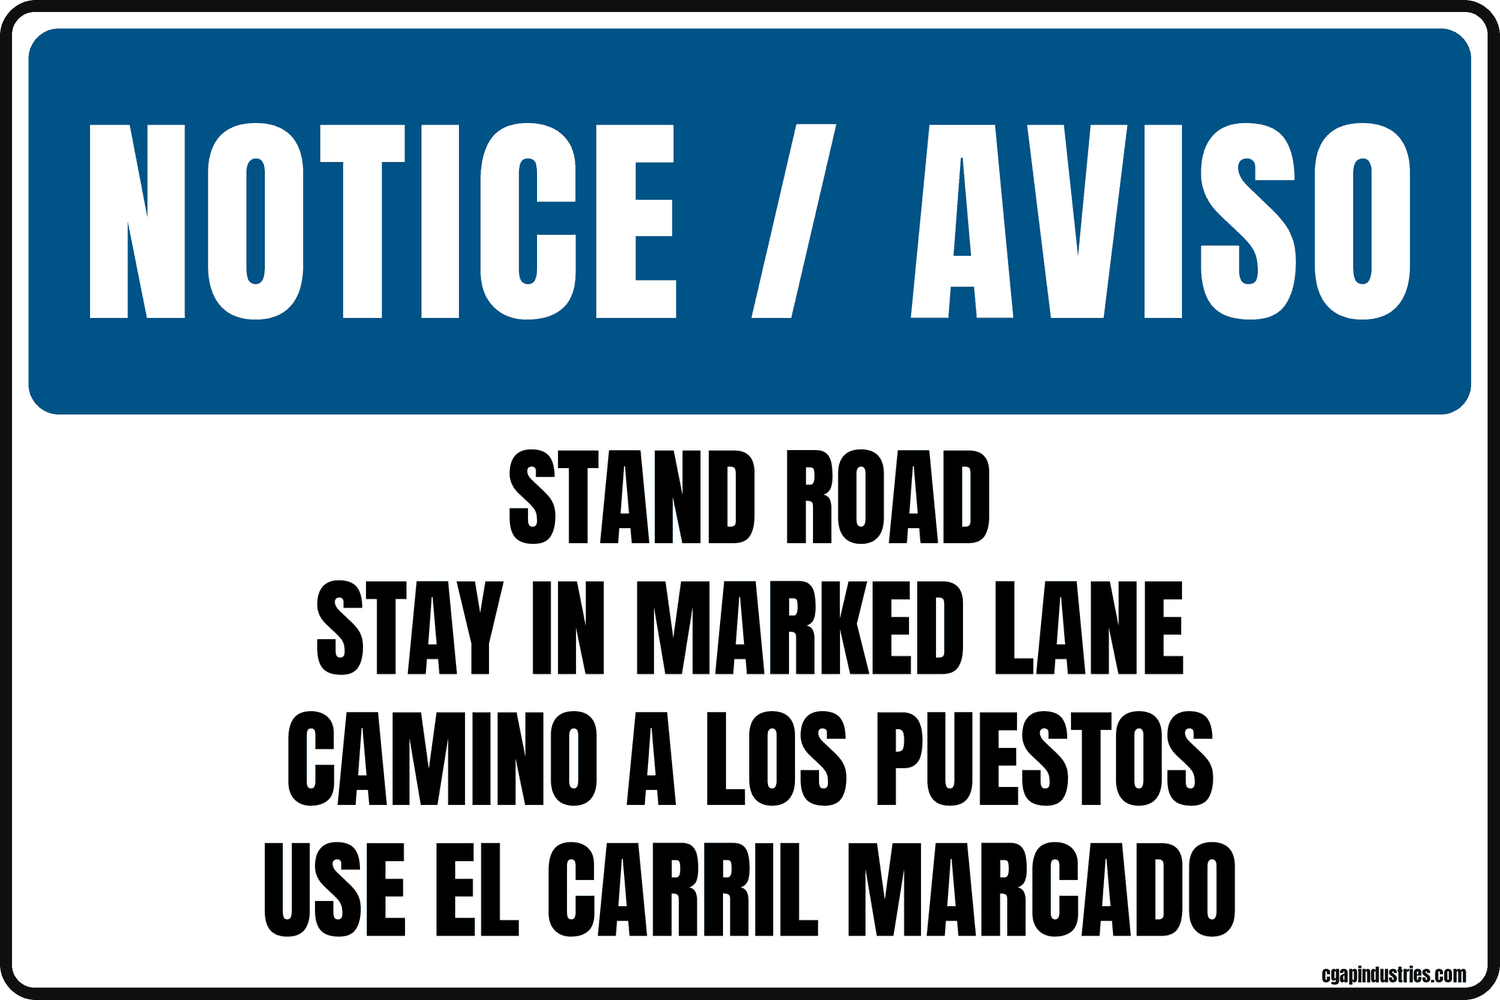 NOTICE / AVISO
STAND ROAD
STAY IN MARKED LANE
CAMINO A LOS PUESTOS
USE EL CARRIL MARCADO
cgapindustries.com